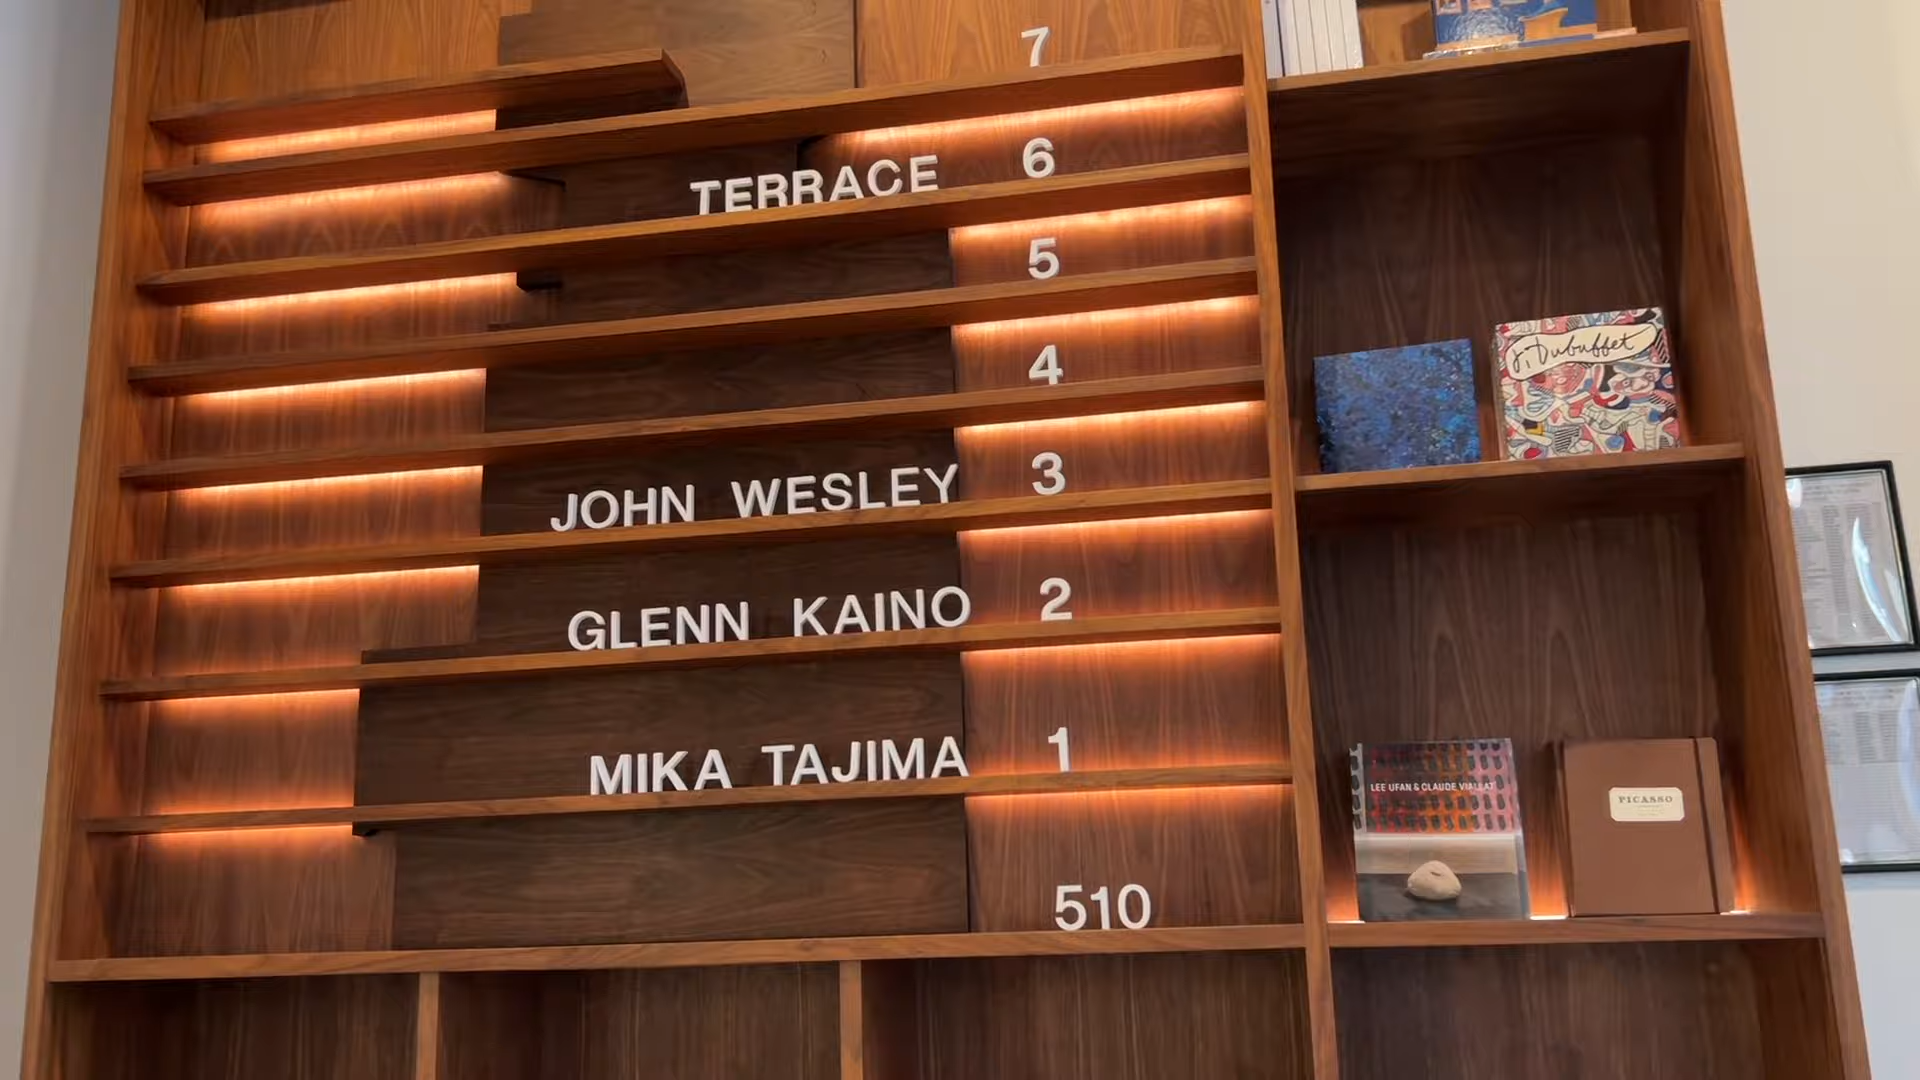 7
TERRACE 6
5
4
JOHN WESLEY 3
GLENN KAINO 2
MIKA TAJIMA 1
510
J. Dubuffet
LEE UFAN & CLAUDE VIALLAT
PICASSO